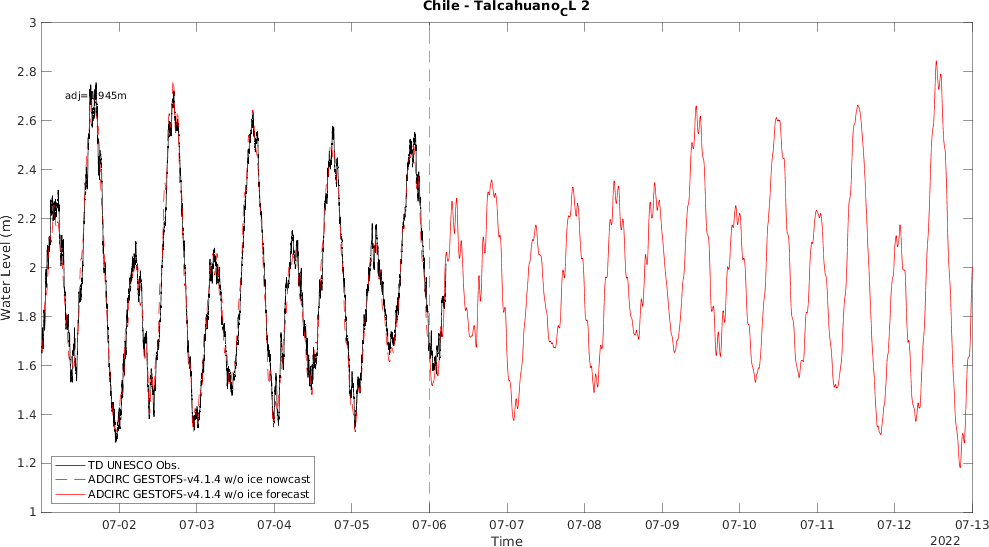 Chile - TalcahuanoCL 2
3
2.8
2.6
2.4
2.2
2
1.8
1.6
1.4
1.2
1
Water Level (m)
adj= 945m
TD UNESCO Obs.
ADCIRC GESTOFS-v4.1.4 w/o ice nowcast
ADCIRC GESTOFS-v4.1.4 w/o ice forecast
07-02 07-03 07-04 07-05 07-06 07-07 07-08 07-09 07-10 07-11 07-12 07-13
Time
2022